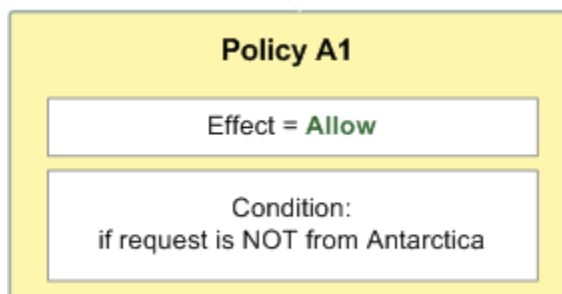 Policy A1
Effect = Allow
Condition:
if request is NOT from Antarctica